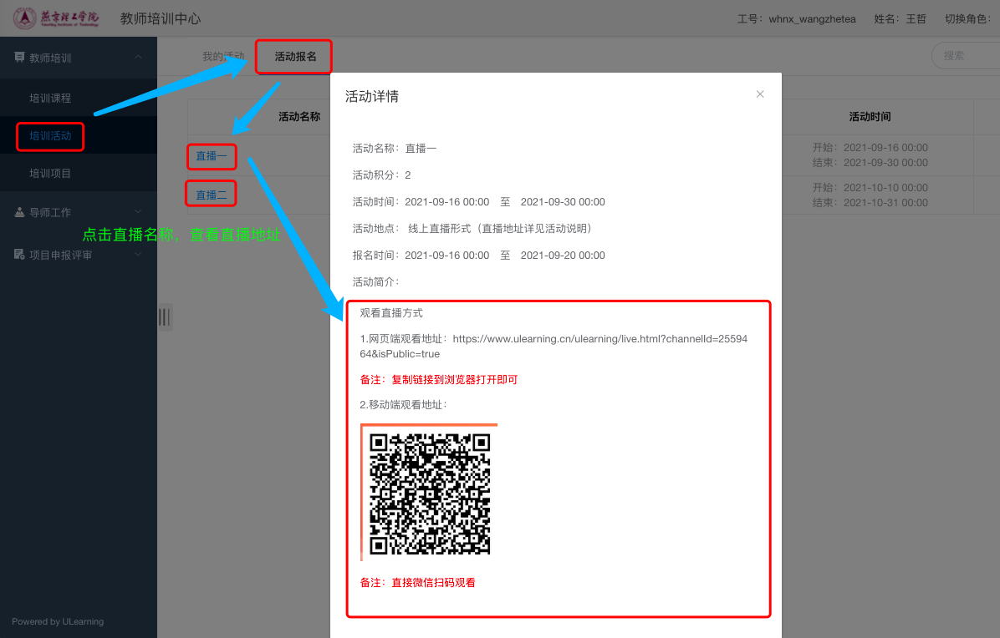 燕京理工学院
教师培训中心
工号：whnx_wangzhetea 姓名：王哲 切换角色：
教师培训
培训课程
培训活动
培训项目
导师工作
项目申报评审
我的活动 活动报名
搜索
活动名称
活动时间
直播一
开始：2021-09-16 00:00
结束：2021-09-30 00:00
直播二
开始：2021-10-10 00:00
结束：2021-10-31 00:00
点击直播名称，查看直播地址
活动详情
活动名称：直播一
活动积分：2
活动时间：2021-09-16 00:00 至 2021-09-30 00:00
活动地点： 线上直播形式（直播地址详见活动说明）
报名时间：2021-09-16 00:00 至 2021-09-20 00:00
活动简介：
观看直播方式
1.网页端观看地址：https://www.ulearning.cn/ulearning/live.html?channelId=25594
64&isPublic=true
备注：复制链接到浏览器打开即可
2.移动端观看地址：
备注：直接微信扫码观看
Powered by ULearning